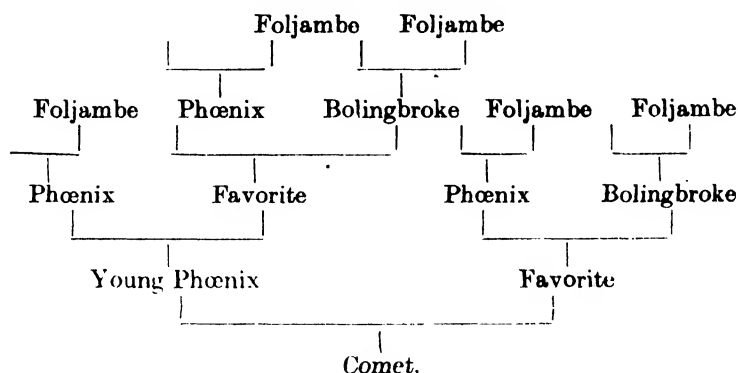 Foljambe Foljambe
Foljambe Phœnix Bolingbroke Foljambe Foljambe
Phœnix Favorite Phœnix Bolingbroke
Young Phœnix Favorite
Comet.